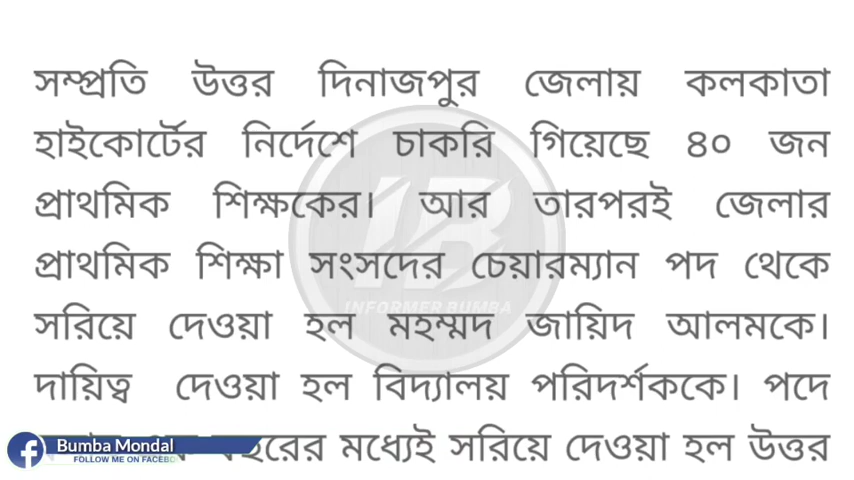 সম্প্রতি উত্তর দিনাজপুর জেলায় কলকাতা
হাইকোর্টের নির্দেশে চাকরি গিয়েছে ৪০ জন
প্রাথমিক শিক্ষকের। আর তারপরই জেলার
প্রাথমিক শিক্ষা সংসদের চেয়ারম্যান পদ থেকে
সরিয়ে দেওয়া হল মহম্মদ জায়িদ আলমকে।
দায়িত্ব দেওয়া হল বিদ্যালয় পরিদর্শককে। পদে
মধ্যেই সরিয়ে দেওয়া হল উত্তর
IB
INFORMER BUMBA
f
Bumba Mondal
FOLLOW ME ON FACEBO